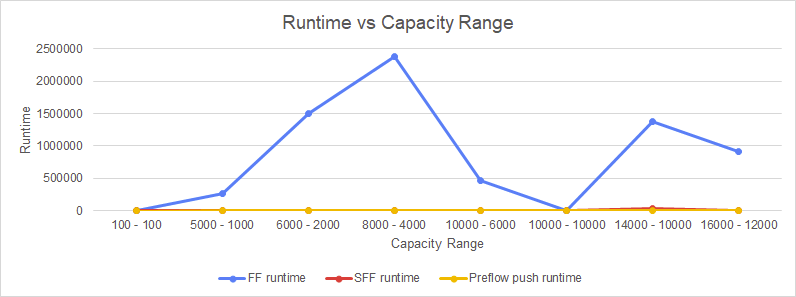 Runtime vs Capacity Range
2500000
2000000
1500000
1000000
500000
0
Runtime
100 - 100
5000 - 1000
6000 - 2000
8000 - 4000
10000 - 6000
10000 - 10000
14000 - 10000
16000 - 12000
Capacity Range
FF runtime
SFF runtime
Preflow push runtime